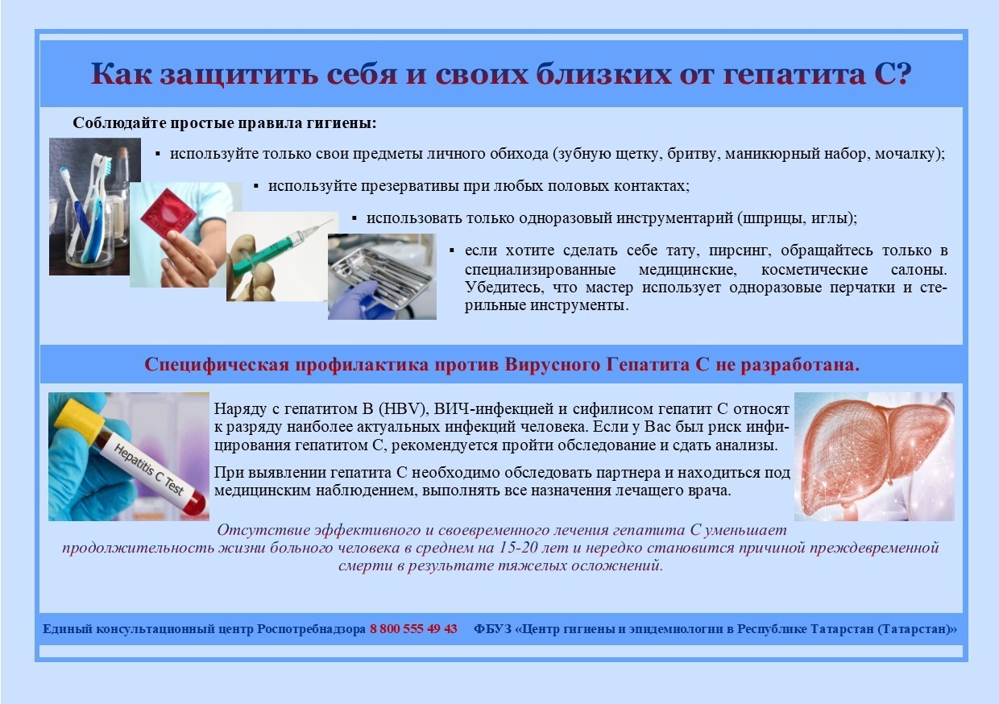 Как защитить себя и своих близких от гепатита С?
Соблюдайте простые правила гигиены:
▪ используйте только свои предметы личного обихода (зубную щетку, бритву, маникюрный набор, мочалку);
▪ используйте презервативы при любых половых контактах;
▪ использовать только одноразовый инструментарий (шприцы, иглы);
▪ если хотите сделать себе тату, пирсинг, обращайтесь только в
специализированные медицинские, косметические салоны.
Убедитесь, что мастер использует одноразовые перчатки и сте-
рильные инструменты.
Специфическая профилактика против Вирусного Гепатита С не разработана.
Hepatitis C Test
Наряду с гепатитом В (HBV), ВИЧ-инфекцией и сифилисом гепатит С относят
к разряду наиболее актуальных инфекций человека. Если у Вас был риск инфи-
цирования гепатитом С, рекомендуется пройти обследование и сдать анализы.
При выявлении гепатита С необходимо обследовать партнера и находиться под
медицинским наблюдением, выполнять все назначения лечащего врача.
Отсутствие эффективного и своевременного лечения гепатита С уменьшает
продолжительность жизни больного человека в среднем на 15-20 лет и нередко становится причиной преждевременной
смерти в результате тяжелых осложнений.
Единый консультационный центр Роспотребнадзора 8 800 555 49 43 ФБУЗ «Центр гигиены и эпидемиологии в Республике Татарстан (Татарстан)»